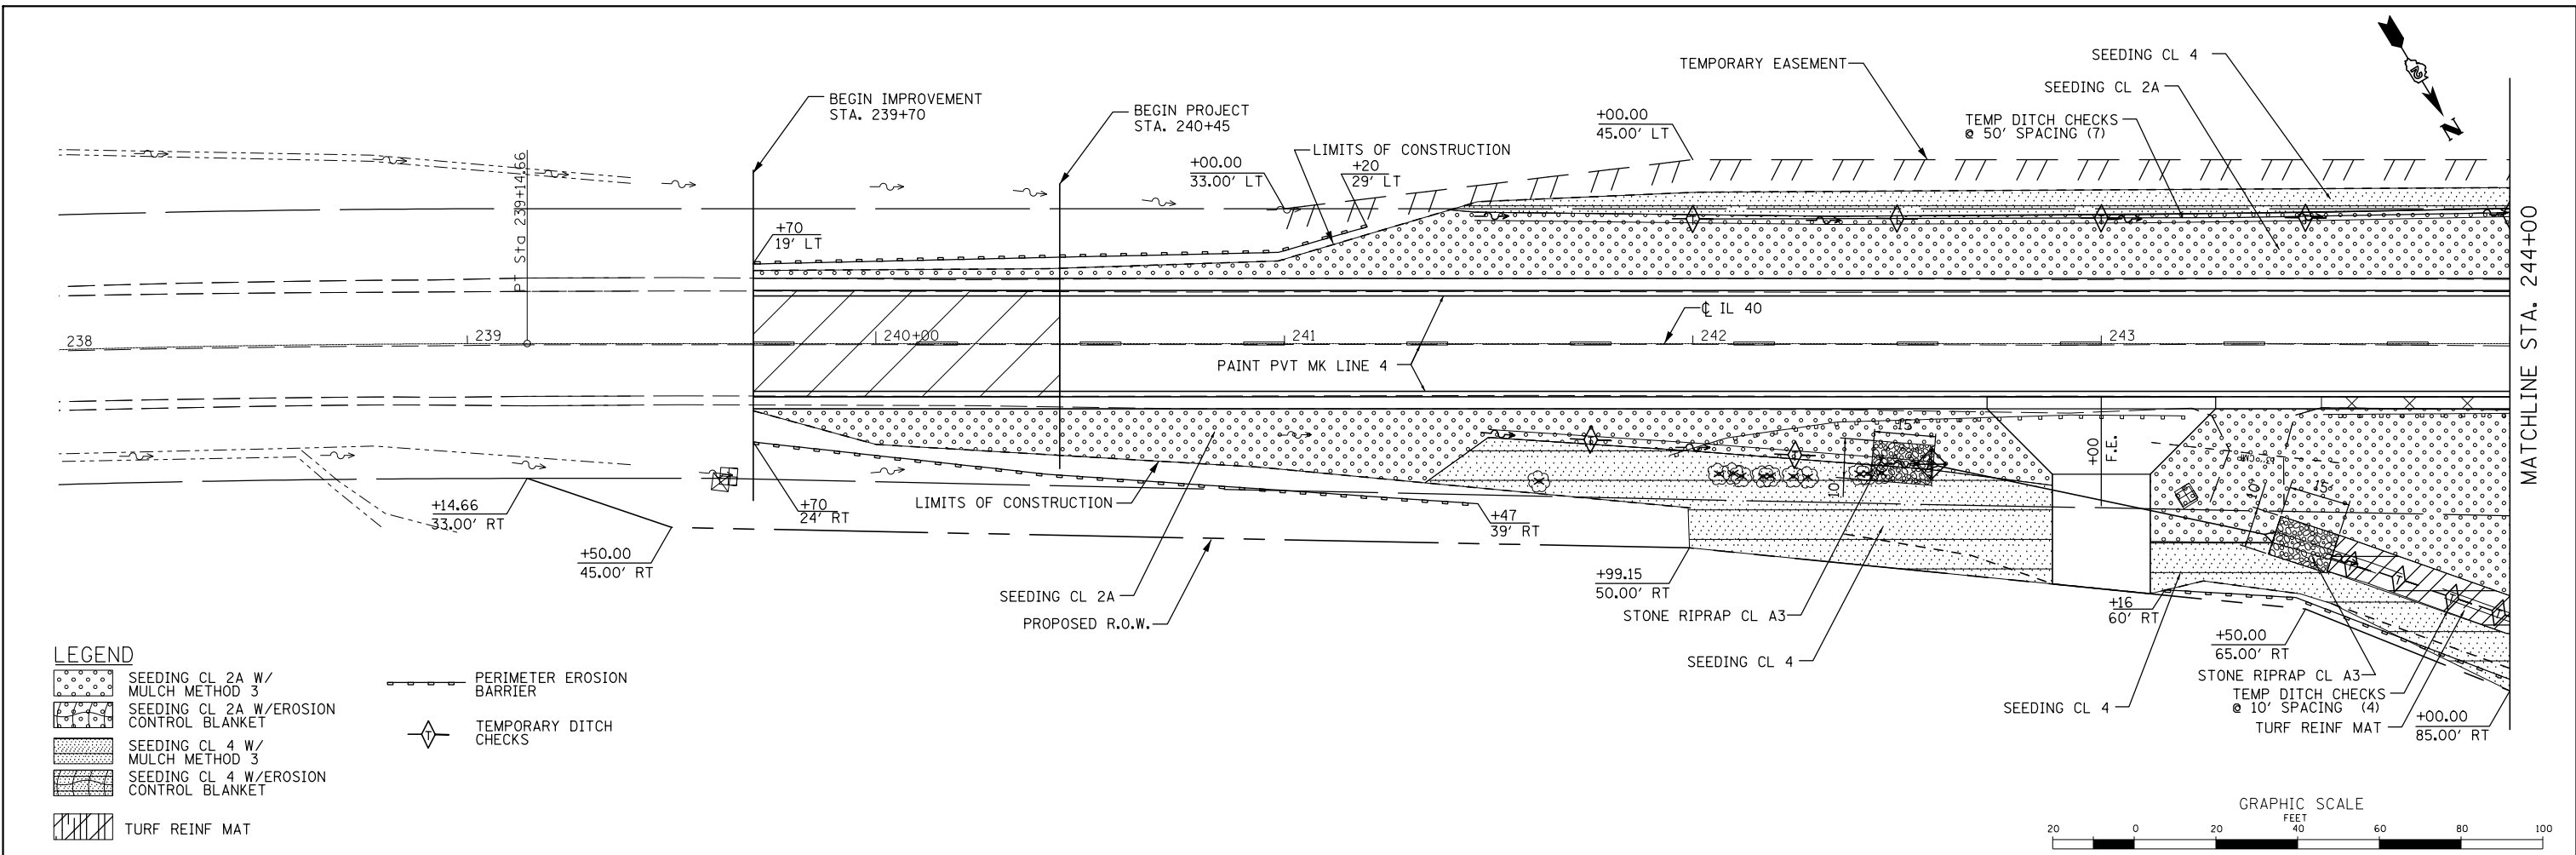 SEEDING CL 4
SEEDING CL 2A
TEMP DITCH CHECKS
@ 50' SPACING (7)
TEMPORARY EASEMENT
N
BEGIN IMPROVEMENT
STA. 239+70
BEGIN PROJECT
STA. 240+45
+00.00
45.00' LT
LIMITS OF CONSTRUCTION
+00.00
33.00' LT
+20
29' LT
PT Sta 239+14.66
+70
19' LT
MATCHLINE STA. 244+00
℄ IL 40
238
239
240+00
241
242
243
PAINT PVT MK LINE 4
15'
10'
+00
F.E.
10'
15'
+14.66
33.00' RT
+50.00
45.00' RT
+70
24' RT
LIMITS OF CONSTRUCTION
+47
39' RT
SEEDING CL 2A
PROPOSED R.O.W.
+99.15
50.00' RT
STONE RIPRAP CL A3
SEEDING CL 4
+16
60' RT
+50.00
65.00' RT
STONE RIPRAP CL A3
TEMP DITCH CHECKS
@ 10' SPACING (4)
SEEDING CL 4
TURF REINF MAT
+00.00
85.00' RT
T
T
T
T
T
T
T
T
T
LEGEND
SEEDING CL 2A W/
MULCH METHOD 3
SEEDING CL 2A W/EROSION
CONTROL BLANKET
SEEDING CL 4 W/
MULCH METHOD 3
SEEDING CL 4 W/EROSION
CONTROL BLANKET
TURF REINF MAT
PERIMETER EROSION
BARRIER
T
TEMPORARY DITCH
CHECKS
GRAPHIC SCALE
FEET
20 0 20 40 60 80 100